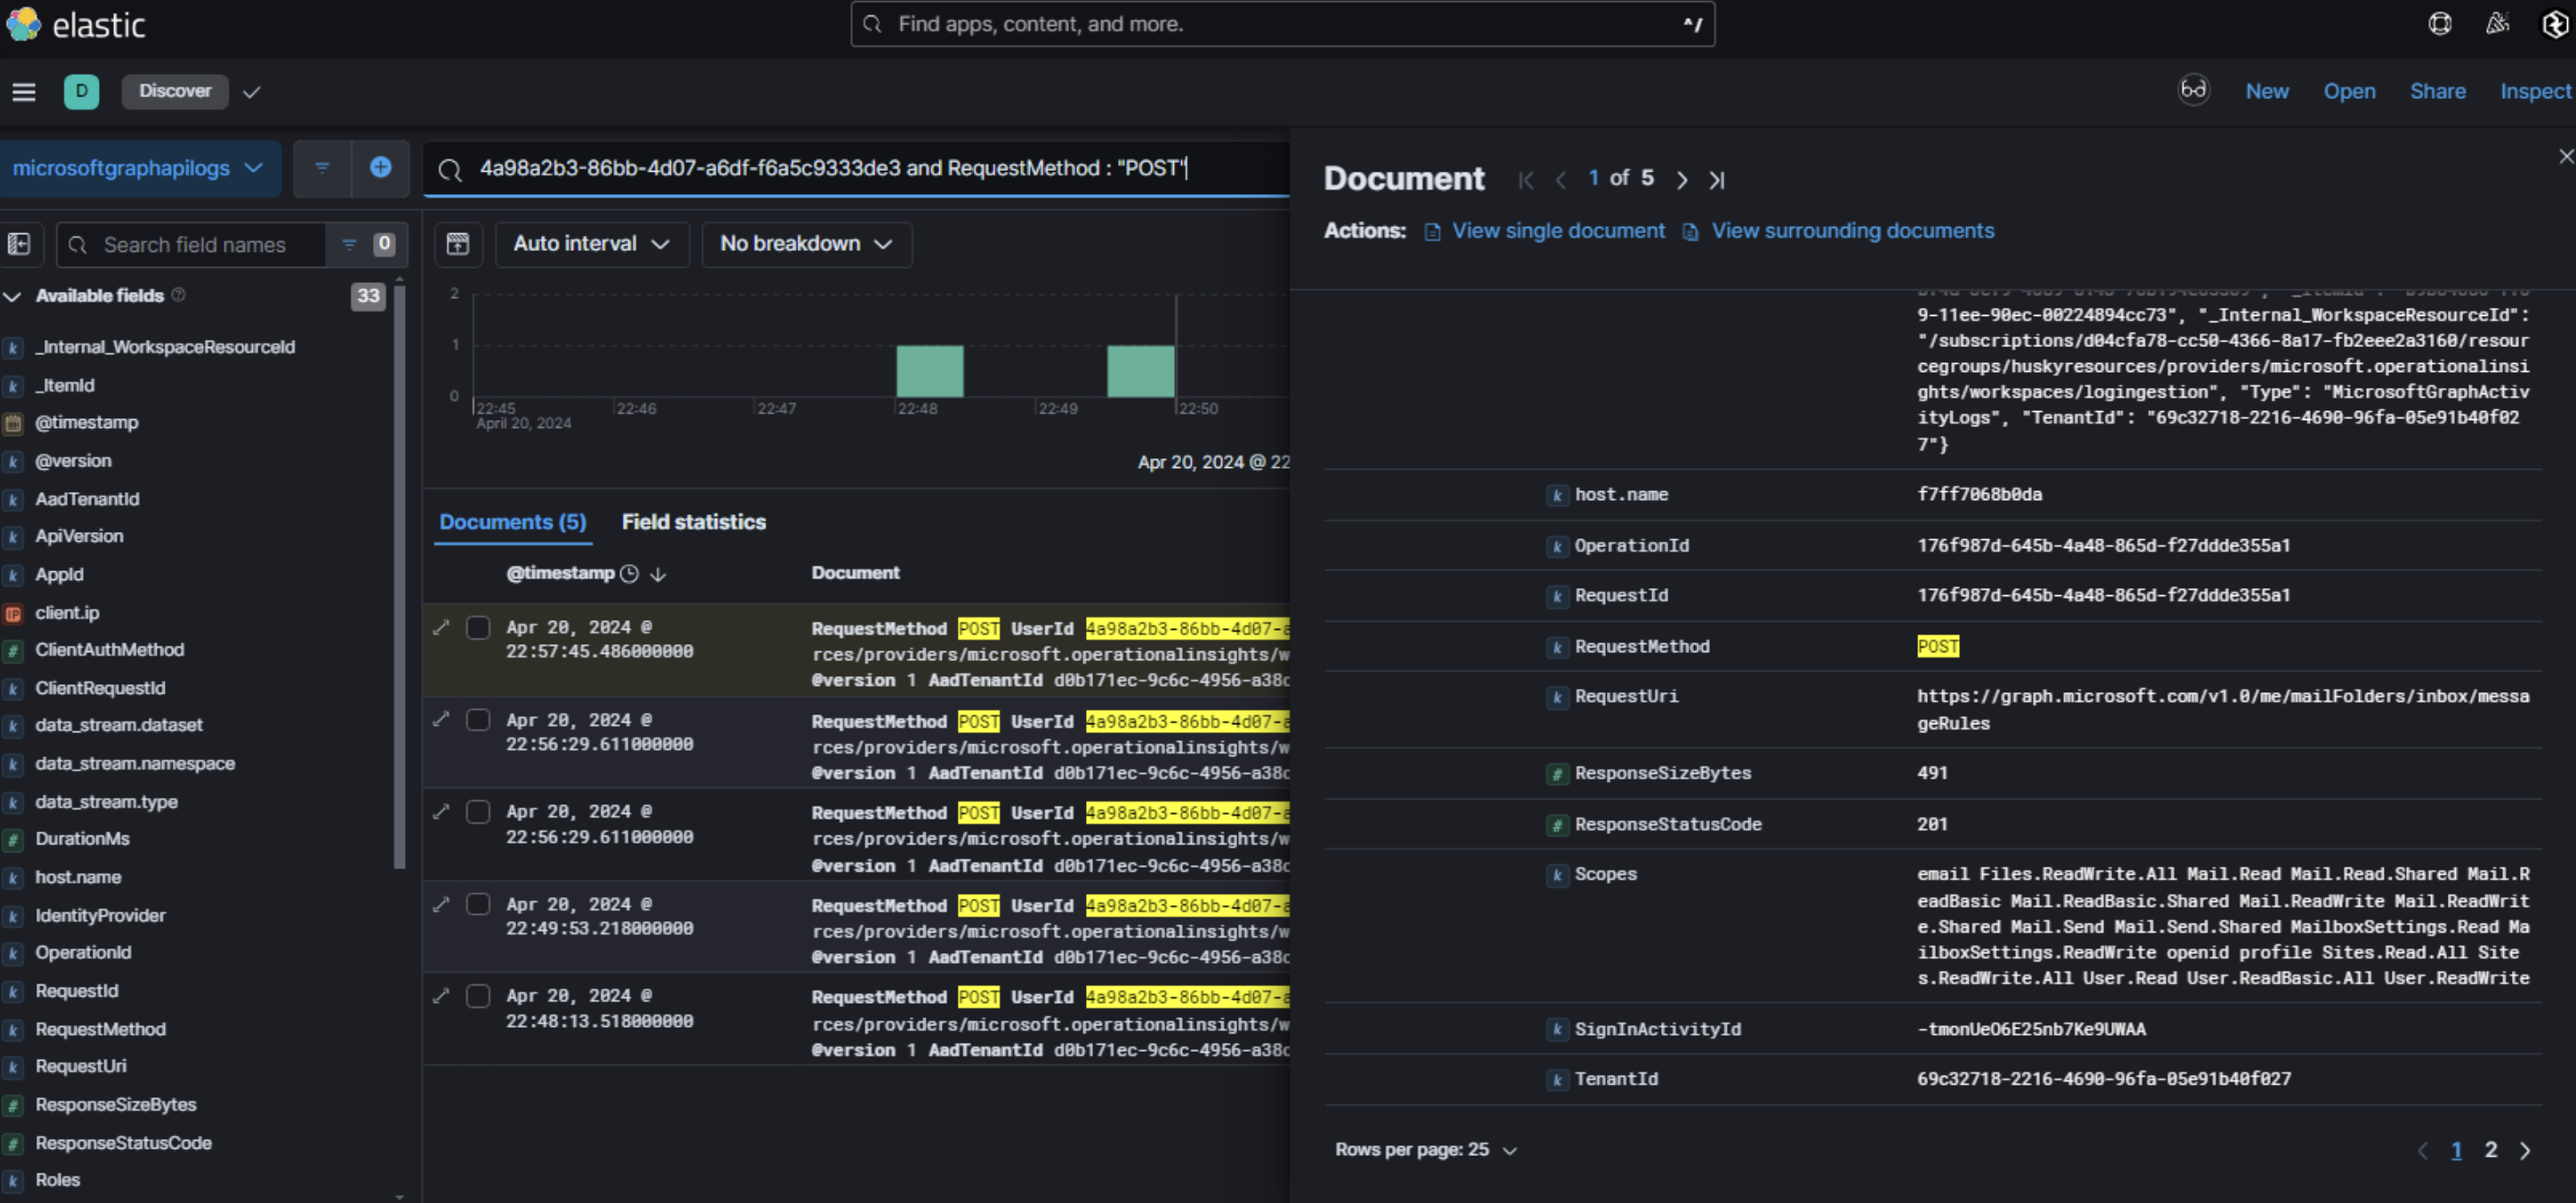 elastic
Find apps, content, and more.
^/
D
Discover
New
Open
Share
Inspect
microsoftgraphapilogs
4a98a2b3-86bb-4d07-a6df-f6a5c9333de3 and RequestMethod : "POST"
Search field names
0
Available fields
33
_Internal_WorkspaceResourceId
_ItemId
@timestamp
@version
AadTenantId
ApiVersion
AppId
client.ip
ClientAuthMethod
ClientRequestId
data_stream.dataset
data_stream.namespace
data_stream.type
DurationMs
host.name
IdentityProvider
OperationId
RequestId
RequestMethod
RequestUri
ResponseSizeBytes
ResponseStatusCode
Roles
Auto interval
No breakdown
2
1
0
22:45
22:46
22:47
22:48
22:49
22:50
April 20, 2024
Apr 20, 2024 @ 22
Documents (5)
Field statistics
@timestamp
Document
Apr 20, 2024 @
22:57:45.486000000
RequestMethod POST UserId 4a98a2b3-86bb-4d07-a
rces/providers/microsoft.operationalinsights/w
@version 1 AadTenantId d0b171ec-9c6c-4956-a38c
Apr 20, 2024 @
22:56:29.611000000
RequestMethod POST UserId 4a98a2b3-86bb-4d07-a
rces/providers/microsoft.operationalinsights/w
@version 1 AadTenantId d0b171ec-9c6c-4956-a38c
Apr 20, 2024 @
22:56:29.611000000
RequestMethod POST UserId 4a98a2b3-86bb-4d07-a
rces/providers/microsoft.operationalinsights/w
@version 1 AadTenantId d0b171ec-9c6c-4956-a38c
Apr 20, 2024 @
22:49:53.218000000
RequestMethod POST UserId 4a98a2b3-86bb-4d07-a
rces/providers/microsoft.operationalinsights/w
@version 1 AadTenantId d0b171ec-9c6c-4956-a38c
Apr 20, 2024 @
22:48:13.518000000
RequestMethod POST UserId 4a98a2b3-86bb-4d07-a
rces/providers/microsoft.operationalinsights/w
@version 1 AadTenantId d0b171ec-9c6c-4956-a38c
Document
1 of 5
Actions:
View single document
View surrounding documents
9-11ee-90ec-00224894cc73", "_Internal_WorkspaceResourceId":
"/subscriptions/d04cfa78-cc50-4366-8a17-fb2eee2a3160/resour
cegroups/huskyresources/providers/microsoft.operationalinsi
ghts/workspaces/logingestion", "Type": "MicrosoftGraphActiv
ityLogs", "TenantId": "69c32718-2216-4690-96fa-05e91b40f02
7"}
host.name
f7ff7068b0da
OperationId
176f987d-645b-4a48-865d-f27ddde355a1
RequestId
176f987d-645b-4a48-865d-f27ddde355a1
RequestMethod
POST
RequestUri
https://graph.microsoft.com/v1.0/me/mailFolders/inbox/messa
geRules
ResponseSizeBytes
491
ResponseStatusCode
201
Scopes
email Files.ReadWrite.All Mail.Read Mail.Read.Shared Mail.R
eadBasic Mail.ReadBasic.Shared Mail.ReadWrite Mail.ReadWrit
e.Shared Mail.Send Mail.Send.Shared MailboxSettings.Read Ma
ilboxSettings.ReadWrite openid profile Sites.Read.All Site
s.ReadWrite.All User.Read User.ReadBasic.All User.ReadWrite
SignInActivityId
-tmonUeO6E25nb7Ke9UWAA
TenantId
69c32718-2216-4690-96fa-05e91b40f027
Rows per page: 25
1
2